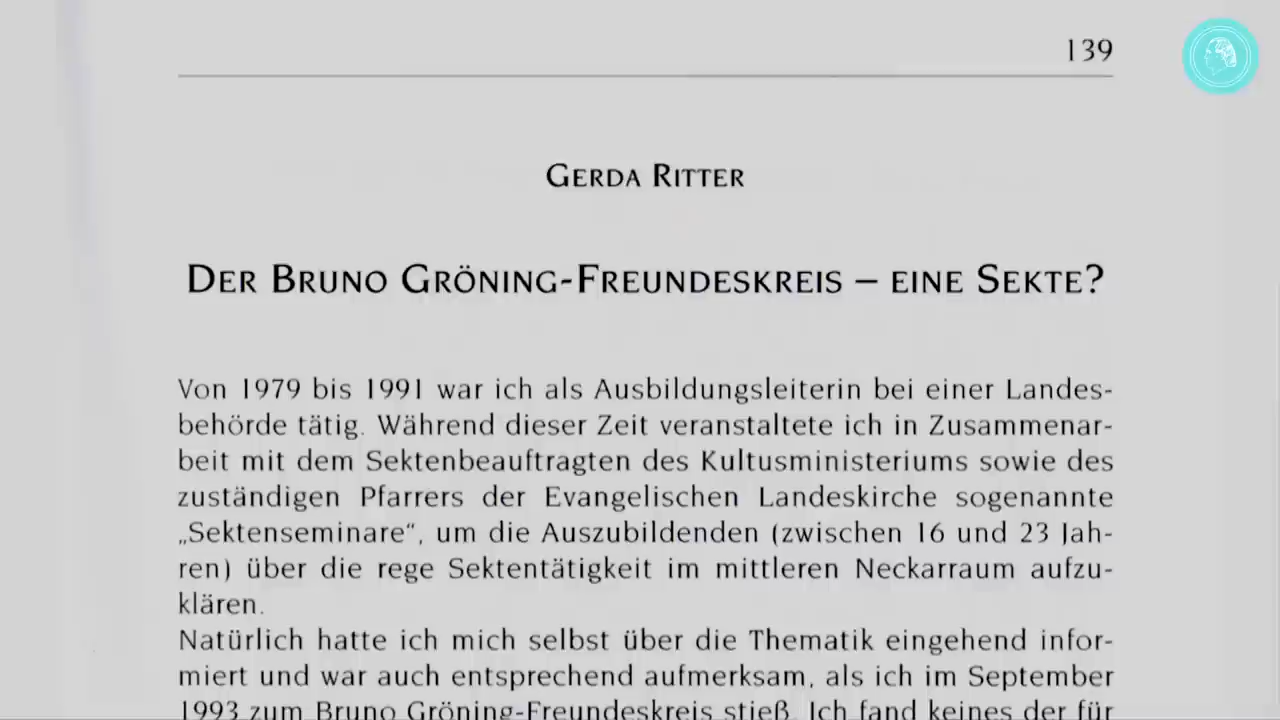 139
GERDA RITTER
DER BRUNO GRÖNING-FREUNDESKREIS – EINE SEKTE?
Von 1979 bis 1991 war ich als Ausbildungsleiterin bei einer Landes-
behörde tätig. Während dieser Zeit veranstaltete ich in Zusammenar-
beit mit dem Sektenbeauftragten des Kultusministeriums sowie des
zuständigen Pfarrers der Evangelischen Landeskirche sogenannte
„Sektenseminare“, um die Auszubildenden (zwischen 16 und 23 Jah-
ren) über die rege Sektentätigkeit im mittleren Neckarraum aufzu-
klären.
Natürlich hatte ich mich selbst über die Thematik eingehend infor-
miert und war auch entsprechend aufmerksam, als ich im September
1993 zum Bruno Gröning-Freundeskreis stieß. Ich fand keines der für